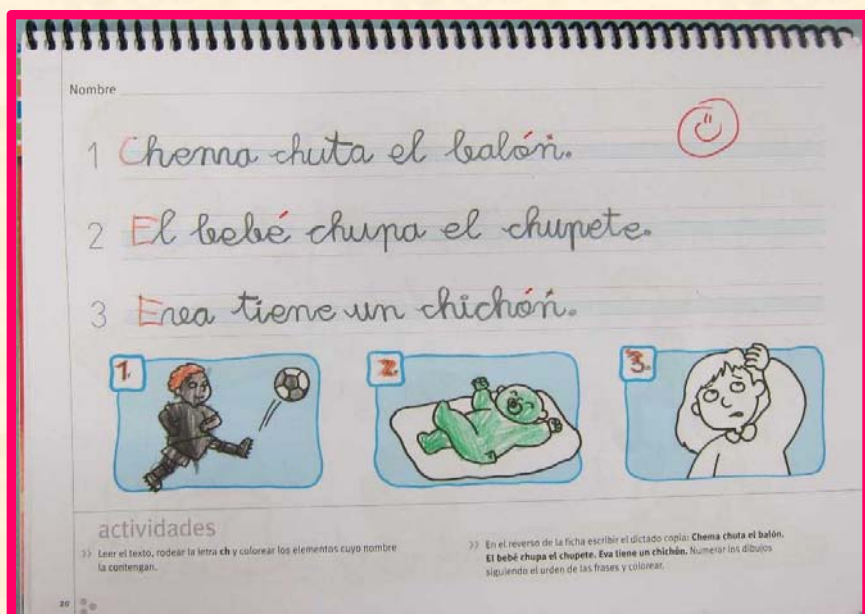 Nombre
1 Chema chuta el balón.
2 El bebé chupa el chupete.
3 Enea tiene un chichón.
1.
2.
3.
actividades
>> Leer el texto, rodear la letra ch y colorear los elementos cuyo nombre
la contengan.
>> En el reverso de la ficha escribir el dictado copia: Chema chuta el balón.
El bebé chupa el chupete. Eva tiene un chichón. Numerar los dibujos
siguiendo el orden de las frases y colorear.
20